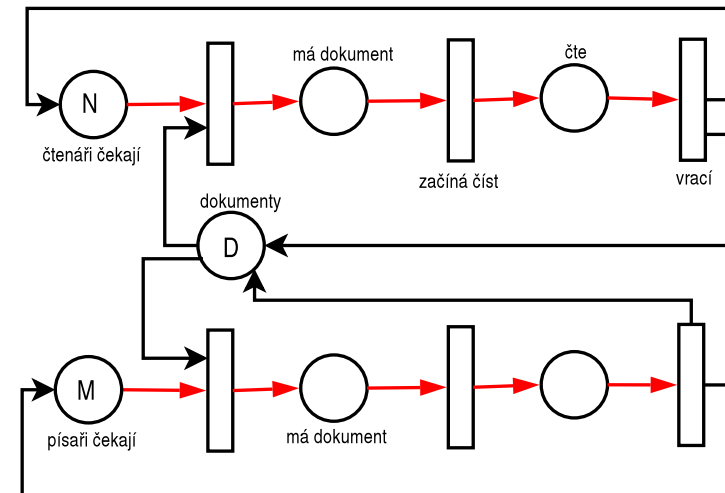 má dokument
čte
N
čtenáři čekají
začíná číst
vrací
dokumenty
D
M
písaři čekají
má dokument